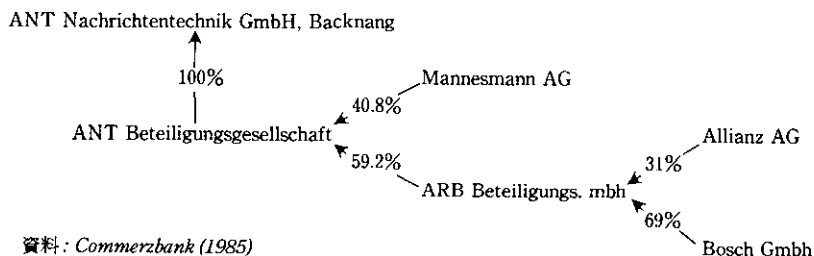 ANT Nachrichtentechnik GmbH, Backnang
100%
Mannesmann AG
40.8%
ANT Beteiligungsgesellschaft
Allianz AG
59.2%
31%
ARB Beteiligungs. mbh
69%
資料: Commerzbank (1985)
Bosch Gmbh